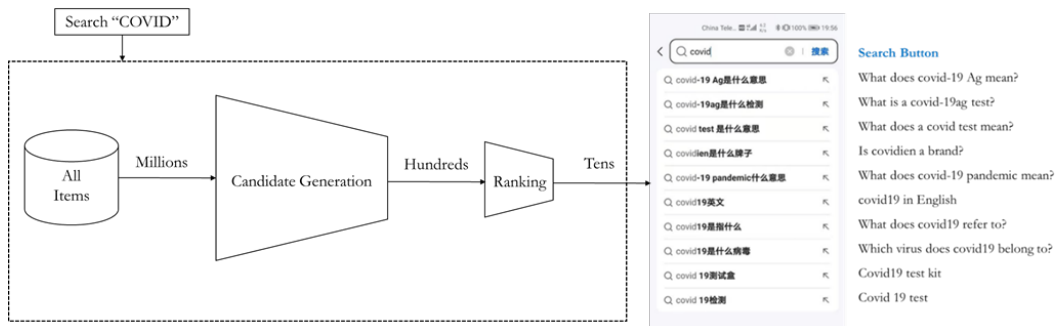 Search “COVID”
All
Items
Millions
Candidate Generation
Hundreds
Ranking
Tens
China Tele.. 100% 19:56
covid 搜索
covid-19 Ag是什么意思
covid-19ag是什么检测
covid test 是什么意思
covidien是什么牌子
covid-19 pandemic什么意思
covid19英文
covid19是指什么
covid19是什么病毒
covid 19测试盒
covid 19检测
Search Button
What does covid-19 Ag mean?
What is a covid-19ag test?
What does a covid test mean?
Is covidien a brand?
What does covid-19 pandemic mean?
covid19 in English
What does covid19 refer to?
Which virus does covid19 belong to?
Covid19 test kit
Covid 19 test